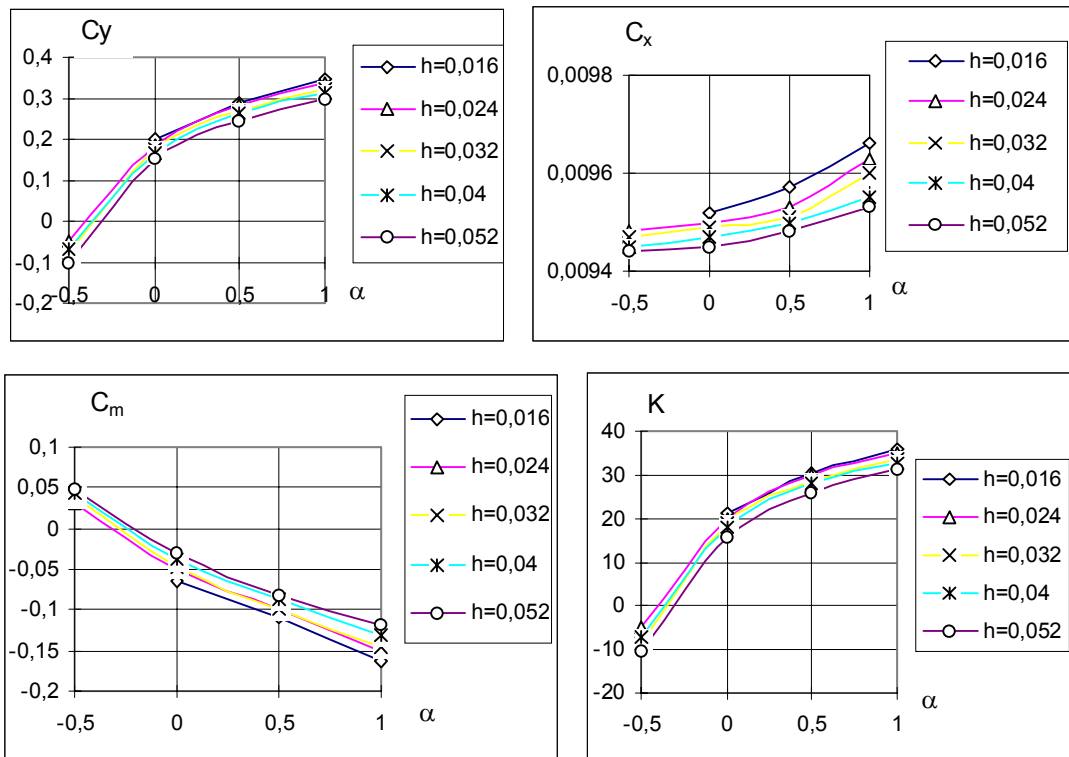 Cy
0,4
0,3
0,2
0,1
0
-0,1
-0,2
-0,5
0
0,5
1
α
h=0,016
h=0,024
h=0,032
h=0,04
h=0,052
Cx
0,0098
0,0096
0,0094
-0,5
0
0,5
1
α
h=0,016
h=0,024
h=0,032
h=0,04
h=0,052
Cm
0,1
0,05
0
-0,05
-0,1
-0,15
-0,2
-0,5
0
0,5
1
α
h=0,016
h=0,024
h=0,032
h=0,04
h=0,052
K
40
30
20
10
0
-10
-20
-0,5
0
0,5
1
α
h=0,016
h=0,024
h=0,032
h=0,04
h=0,052